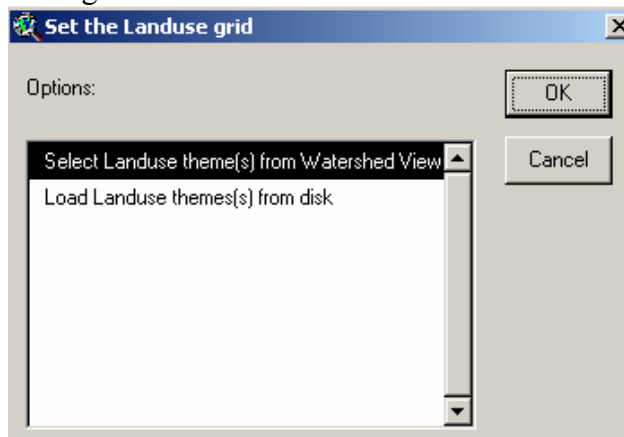 Set the Landuse grid
Options:
OK
Select Landuse theme(s) from Watershed View
Cancel
Load Landuse themes(s) from disk